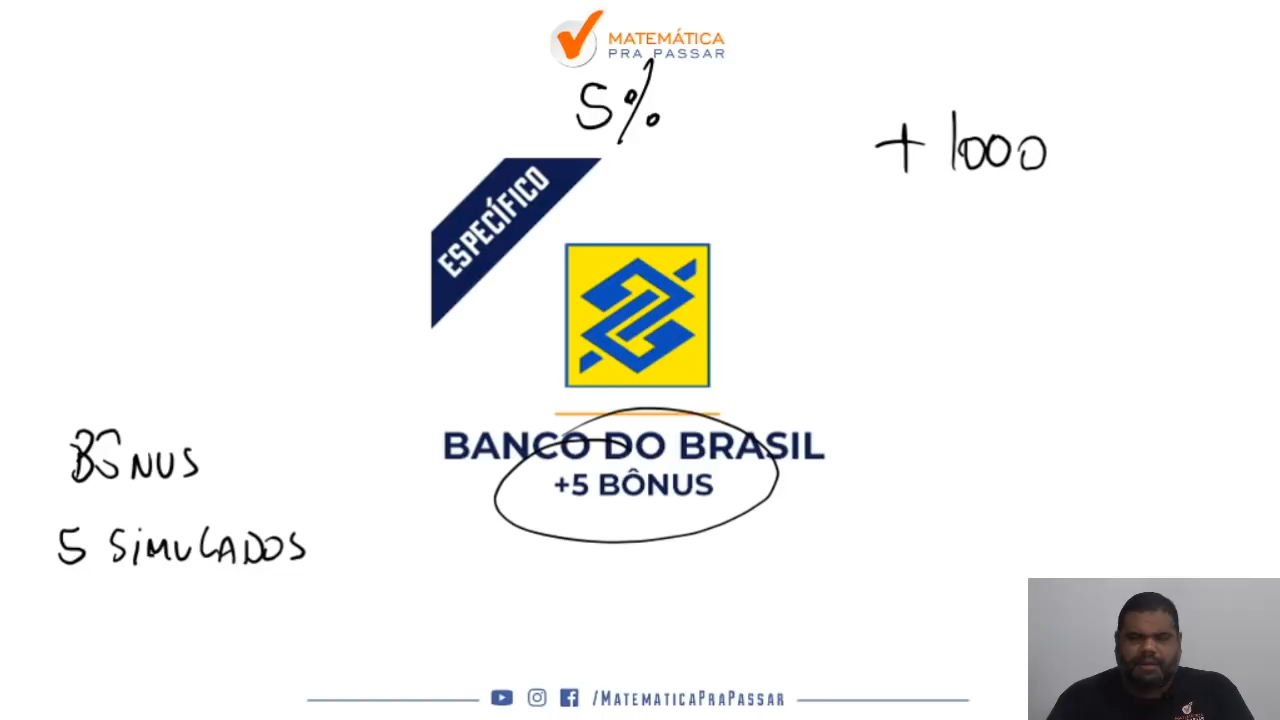 MATEMÁTICA
PRA PASSAR
5%
+ 1000
ESPECÍFICO
BANCO DO BRASIL
+5 BÔNUS
BÔNUS
5 SIMULADOS
/MATEMATICAPRAPASSAR